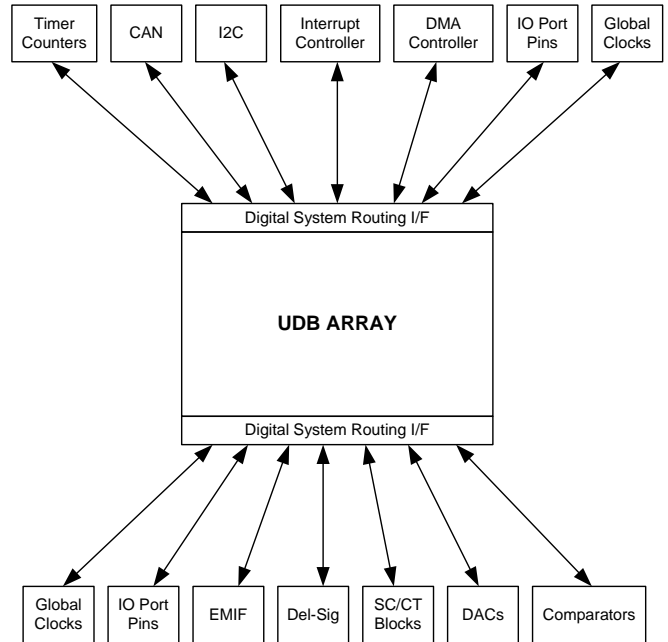 Timer
Counters
CAN
I2C
Interrupt
Controller
DMA
Controller
IO Port
Pins
Global
Clocks
Digital System Routing I/F
UDB ARRAY
Digital System Routing I/F
Global
Clocks
IO Port
Pins
EMIF
Del-Sig
SC/CT
Blocks
DACs
Comparators